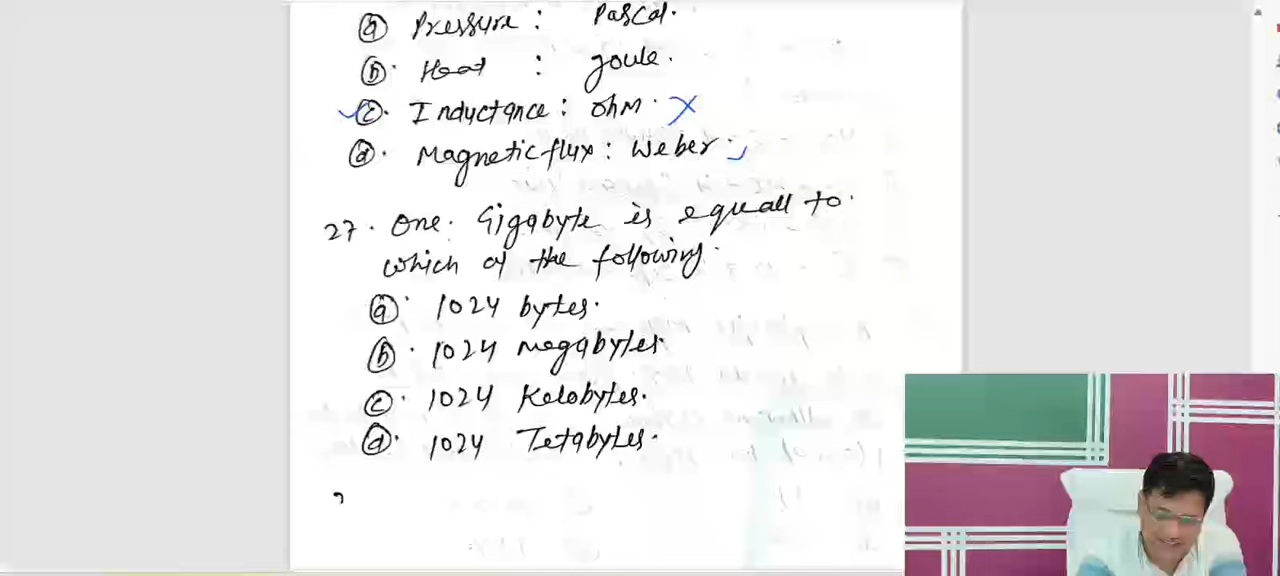 ⓐ Pressure : Pascal.
ⓑ. Heat : Joule.
ⓒ. Inductance : ohm. X
ⓓ. Magnetic flux : Weber.
27. One. Gigabyte is equall to.
which of the following.
ⓐ. 1024 bytes.
ⓑ. 1024 Megabytes.
ⓒ. 1024 Kelobytes.
ⓓ. 1024 Tetabytes.